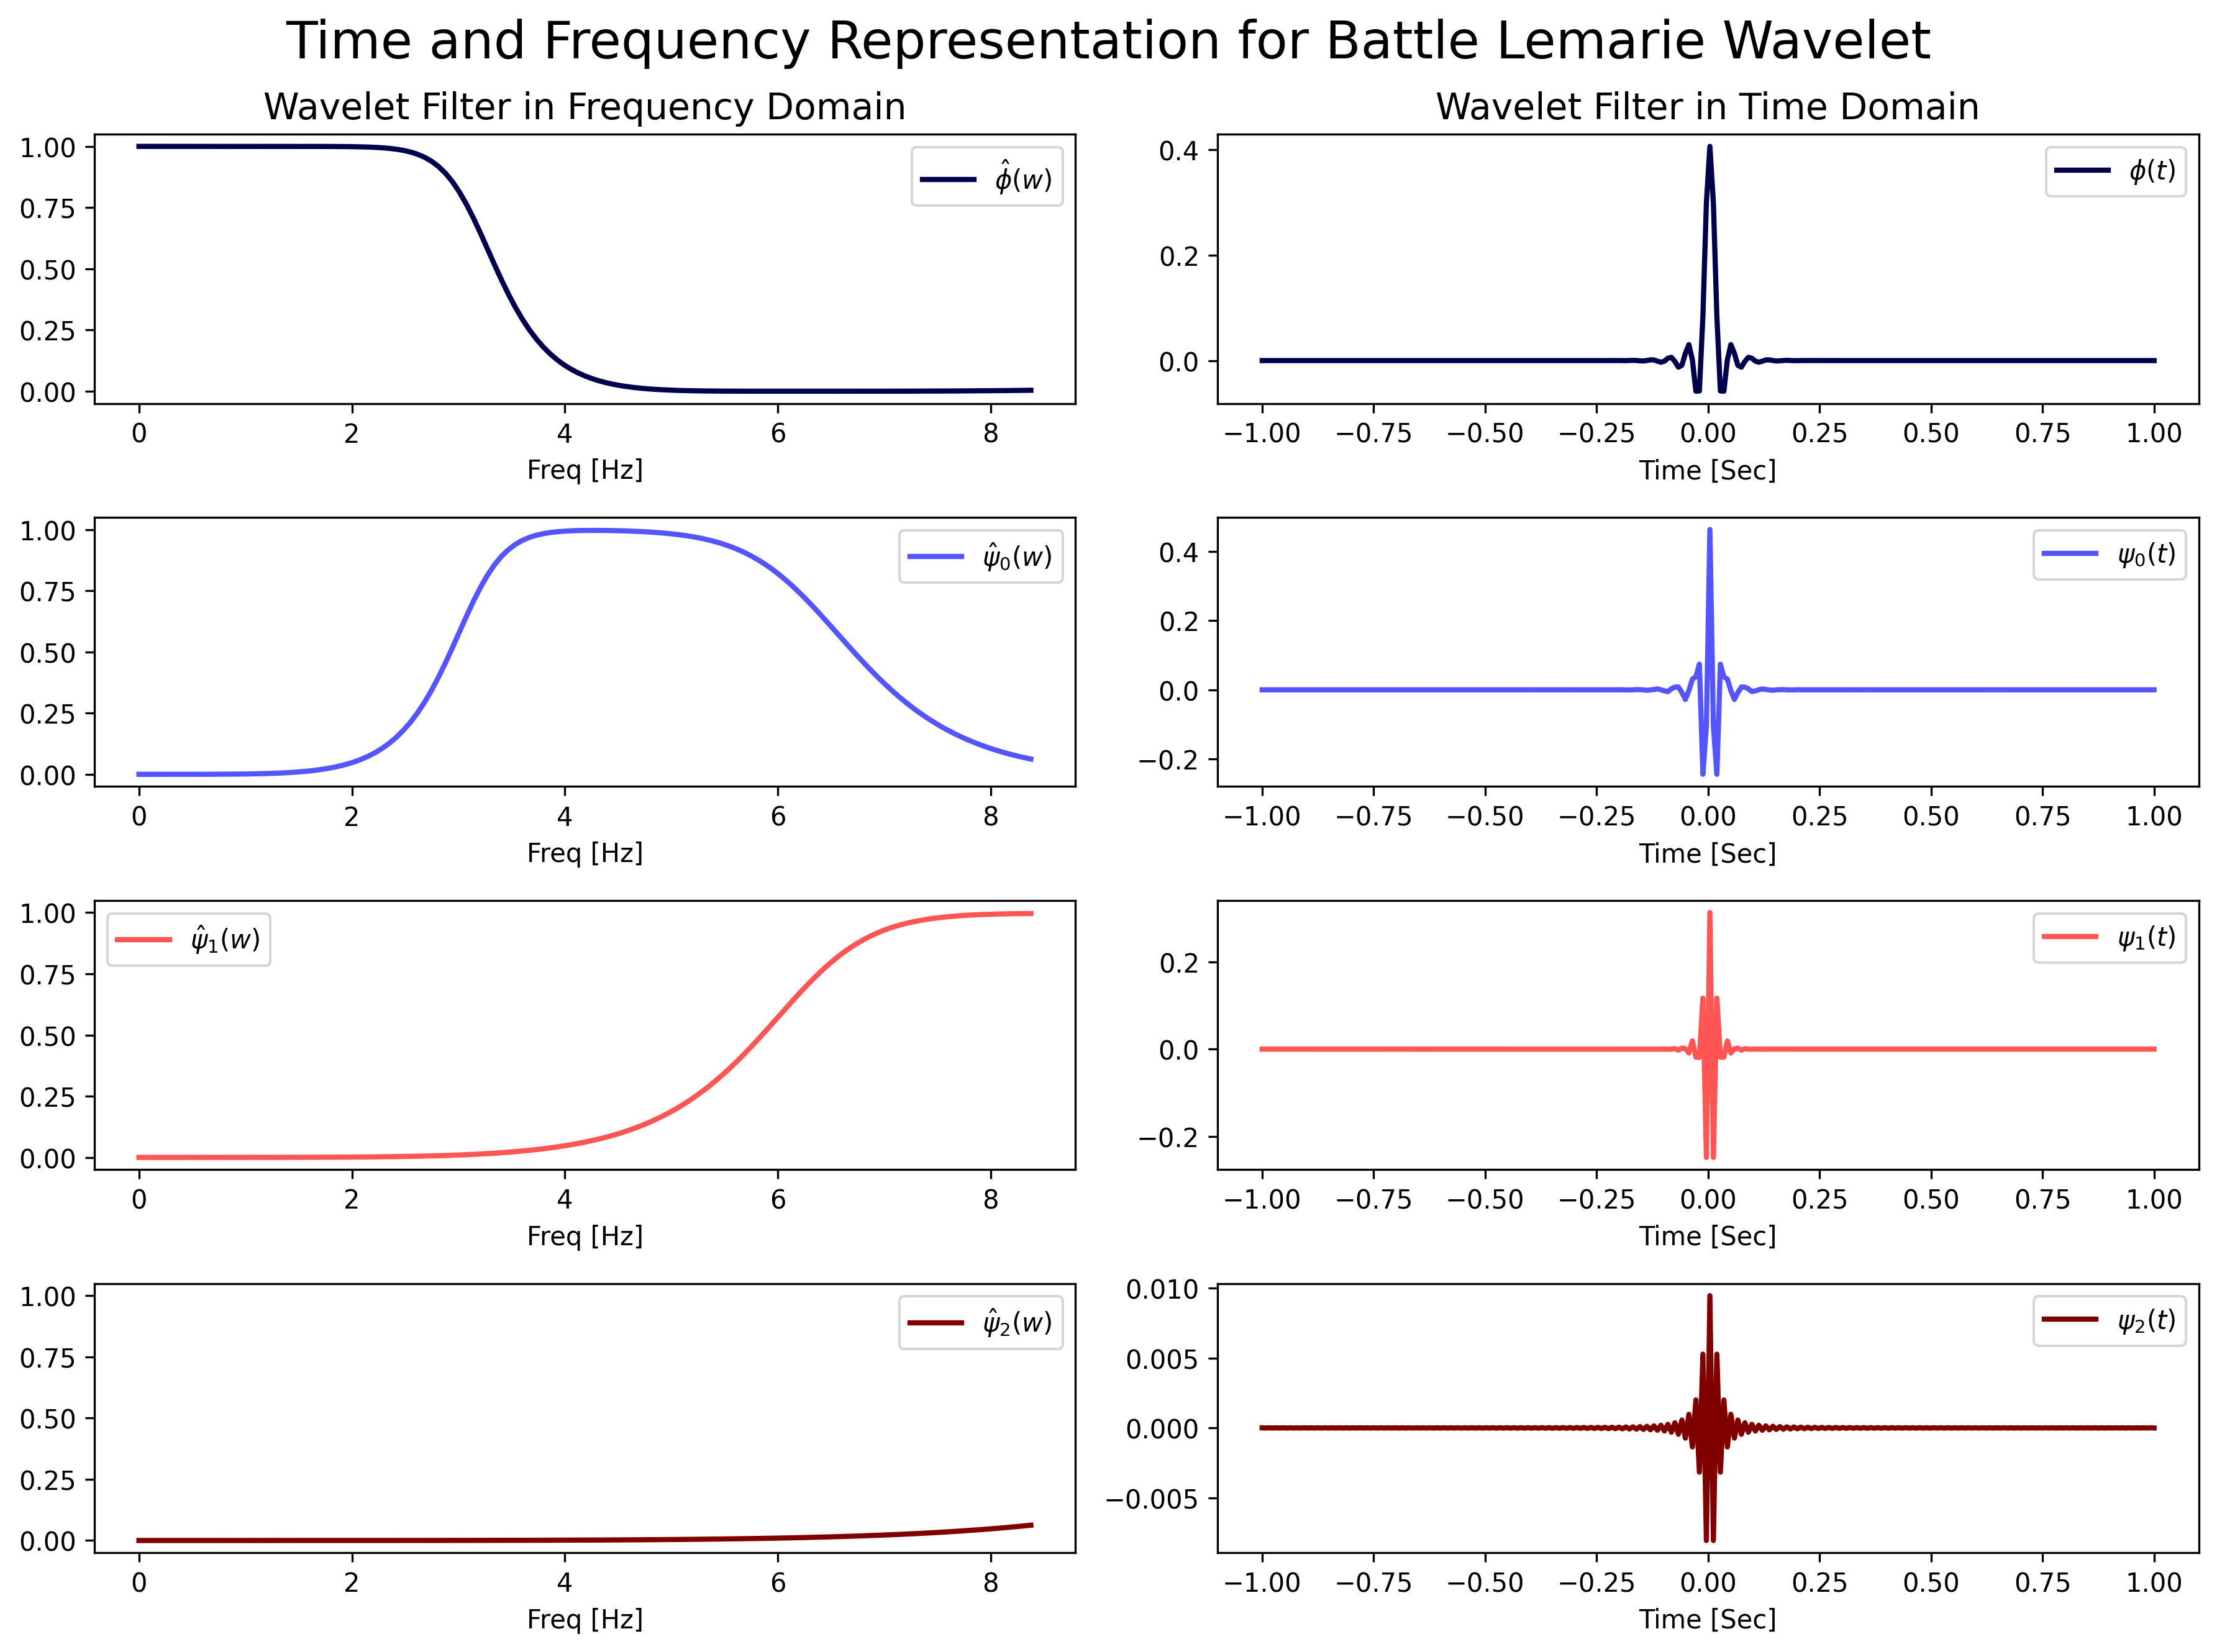 Time and Frequency Representation for Battle Lemarie Wavelet
Wavelet Filter in Frequency Domain
1.00
0.75
0.50
0.25
0.00
0 2 4 6 8
Freq [Hz]
ϕ̂(w)
Wavelet Filter in Time Domain
0.4
0.2
0.0
−1.00 −0.75 −0.50 −0.25 0.00 0.25 0.50 0.75 1.00
Time [Sec]
ϕ(t)
1.00
0.75
0.50
0.25
0.00
0 2 4 6 8
Freq [Hz]
ψ̂₀(w)
0.4
0.2
0.0
−0.2
−1.00 −0.75 −0.50 −0.25 0.00 0.25 0.50 0.75 1.00
Time [Sec]
ψ₀(t)
1.00
0.75
0.50
0.25
0.00
0 2 4 6 8
Freq [Hz]
ψ̂₁(w)
0.2
0.0
−0.2
−1.00 −0.75 −0.50 −0.25 0.00 0.25 0.50 0.75 1.00
Time [Sec]
ψ₁(t)
1.00
0.75
0.50
0.25
0.00
0 2 4 6 8
Freq [Hz]
ψ̂₂(w)
0.010
0.005
0.000
−0.005
−1.00 −0.75 −0.50 −0.25 0.00 0.25 0.50 0.75 1.00
Time [Sec]
ψ₂(t)